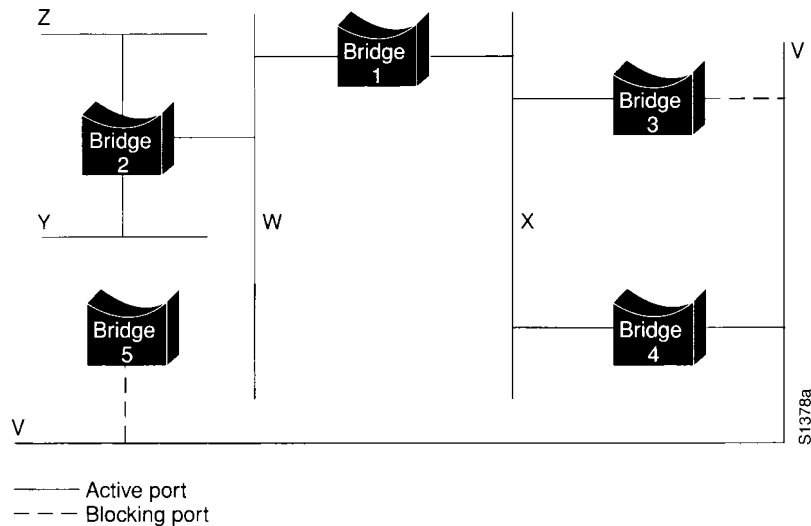 Z
Bridge
1
V
Bridge
3
Bridge
2
Y
W
X
Bridge
5
Bridge
4
V
S1378a
Active port
Blocking port